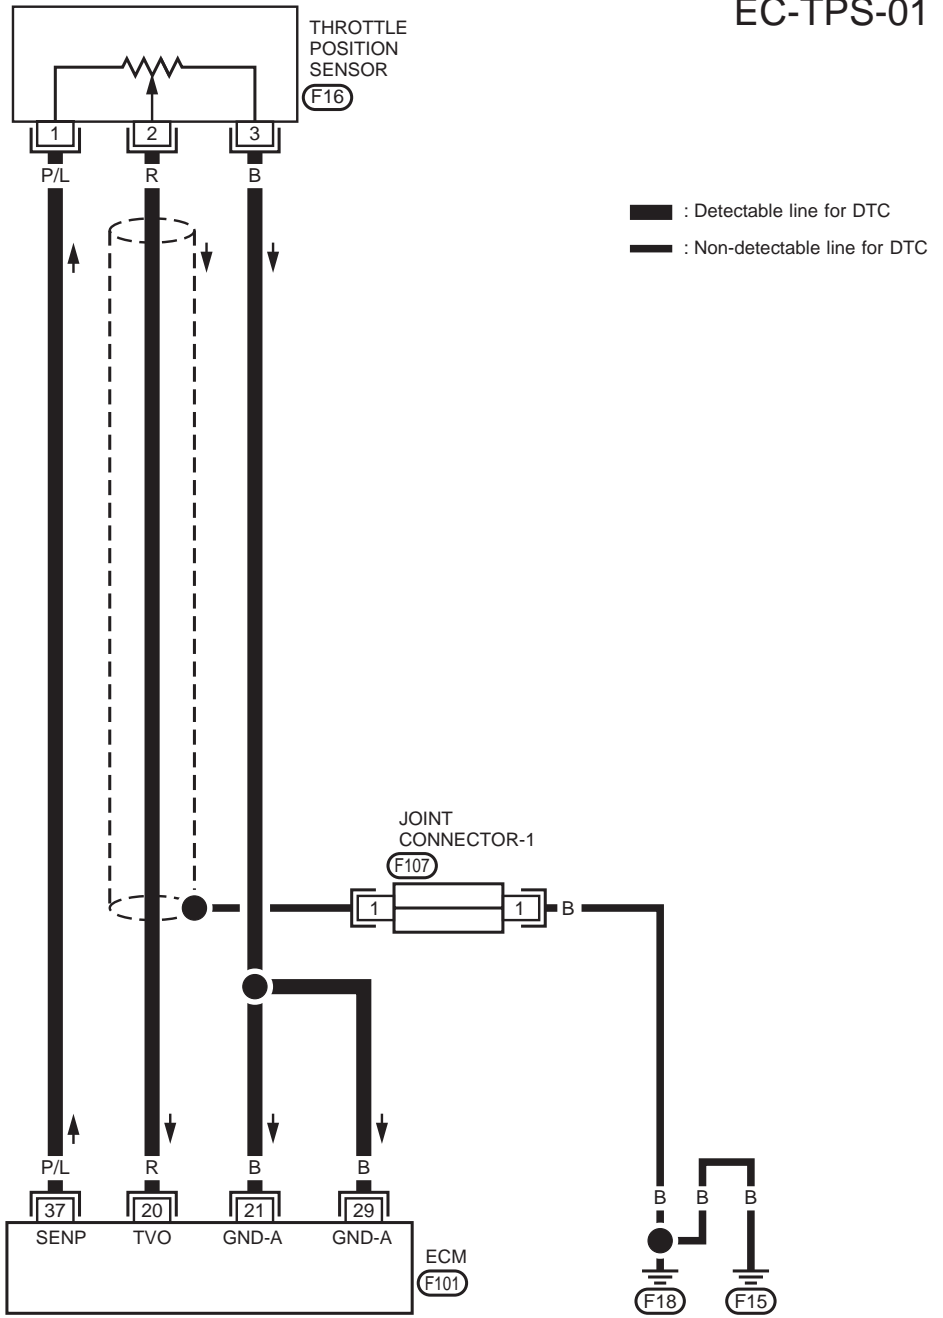 EC-TPS-01
THROTTLE
POSITION
SENSOR
F16
1 2 3
P/L R B
: Detectable line for DTC
: Non-detectable line for DTC
JOINT
CONNECTOR-1
F107
1 1 B
P/L R B B
B B B
37 20 21 29
SENP TVO GND-A GND-A
ECM
F101
F18 F15